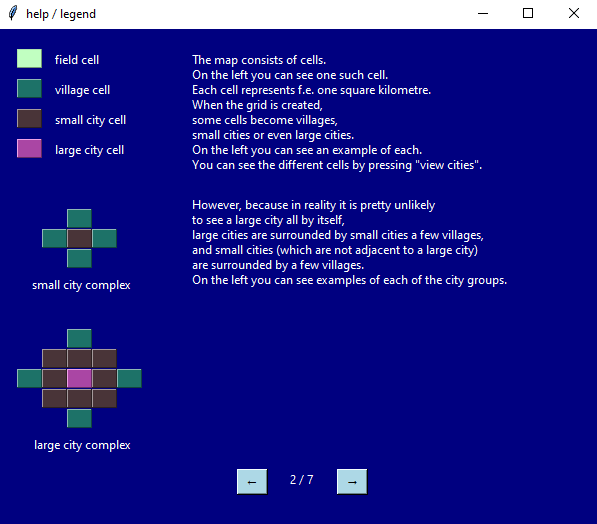 help / legend
field cell
village cell
small city cell
large city cell
The map consists of cells.
On the left you can see one such cell.
Each cell represents f.e. one square kilometre.
When the grid is created,
some cells become villages,
small cities or even large cities.
On the left you can see an example of each.
You can see the different cells by pressing "view cities".
However, because in reality it is pretty unlikely
to see a large city all by itself,
large cities are surrounded by small cities a few villages,
and small cities (which are not adjacent to a large city)
are surrounded by a few villages.
On the left you can see examples of each of the city groups.
small city complex
large city complex
← 2 / 7 →